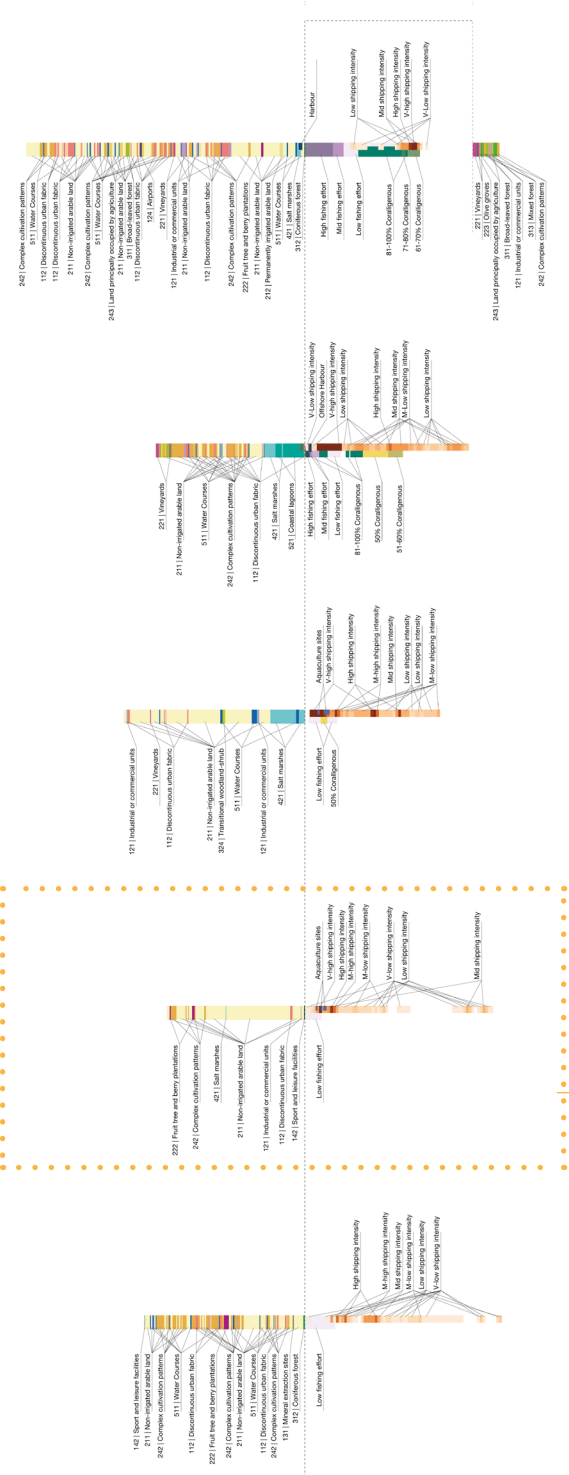 242 | Complex cultivation patterns
511 | Water Courses
112 | Discontinuous urban fabric
112 | Discontinuous urban fabric
211 | Non-irrigated arable land
242 | Complex cultivation patterns
511 | Water Courses
243 | Land principally occupied by agriculture
211 | Non-irrigated arable land
311 | Broad-leaved forest
112 | Discontinuous urban fabric
124 | Airports
221 | Vineyards
121 | Industrial or commercial units
211 | Non-irrigated arable land
112 | Discontinuous urban fabric
242 | Complex cultivation patterns
222 | Fruit tree and berry plantations
211 | Non-irrigated arable land
212 | Permanently irrigated arable land
511 | Water Courses
421 | Salt marshes
312 | Coniferous forest
Harbour
High fishing effort
Mid fishing effort
Low fishing effort
81-100% Coralligenous
71-80% Coralligenous
61-70% Coralligenous
Low shipping intensity
Mid shipping intensity
High shipping intensity
V-high shipping intensity
V-Low shipping intensity
221 | Vineyards
223 | Olive groves
243 | Land principally occupied by agriculture
311 | Broad-leaved forest
121 | Industrial or commercial units
313 | Mixed forest
242 | Complex cultivation patterns
221 | Vineyards
211 | Non-irrigated arable land
511 | Water Courses
242 | Complex cultivation patterns
112 | Discontinuous urban fabric
421 | Salt marshes
521 | Coastal lagoons
V-Low shipping intensity
Offshore Harbour
V-high shipping intensity
Low shipping intensity
High shipping intensity
Mid shipping intensity
M-Low shipping intensity
Low shipping intensity
High fishing effort
Mid fishing effort
Low fishing effort
81-100% Coralligenous
50% Coralligenous
51-60% Coralligenous
121 | Industrial or commercial units
221 | Vineyards
112 | Discontinuous urban fabric
211 | Non-irrigated arable land
324 | Transitional woodland-shrub
511 | Water Courses
121 | Industrial or commercial units
421 | Salt marshes
Aquaculture sites
V-high shipping intensity
High shipping intensity
M-high shipping intensity
Mid shipping intensity
Low shipping intensity
Low shipping intensity
M-low shipping intensity
Low fishing effort
50% Coralligenous
222 | Fruit tree and berry plantations
242 | Complex cultivation patterns
421 | Salt marshes
211 | Non-irigated arable land
121 | Industrial or commercial units
112 | Discontinuous urban fabric
142 | Sport and leisure facilities
Aquaculture sites
V-high shipping intensity
High shipping intensity
M-high shipping intensity
M-low shipping intensity
V-low shipping intensity
Low shipping intensity
Mid shipping intensity
Low fishing effort
142 | Sport and leisure facilities
211 | Non-irigated arable land
242 | Complex cultivation patterns
511 | Water Courses
112 | Discontinuous urban fabric
222 | Fruit tree and berry plantations
242 | Complex cultivation patterns
211 | Non-irigated arable land
511 | Water Courses
112 | Discontinuous urban fabric
242 | Complex cultivation patterns
131 | Mineral extraction sites
312 | Coniferous forest
High shipping intensity
M-high shipping intensity
Mid shipping intensity
M-low shipping intensity
Low shipping intensity
V-low shipping intensity
Low fishing effort